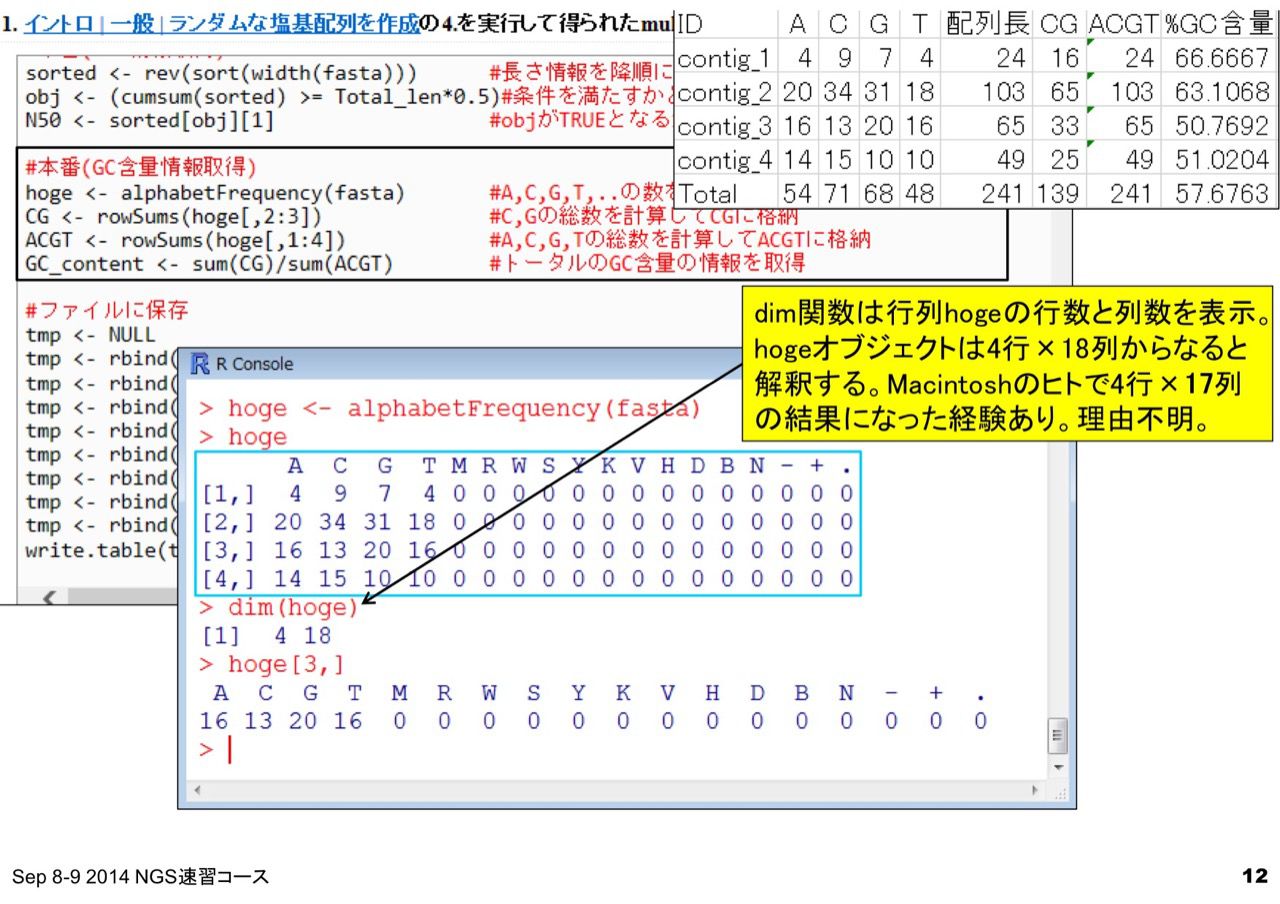 1. イントロ | 一般 | ランダムな塩基配列を作成の4.を実行して得られたmul
ID A C G T 配列長 CG ACGT %GC含量
contig_1 4 9 7 4 24 16 24 66.6667
contig_2 20 34 31 18 103 65 103 63.1068
contig_3 16 13 20 16 65 33 65 50.7692
contig_4 14 15 10 10 49 25 49 51.0204
Total 54 71 68 48 241 139 241 57.6763
sorted <- rev(sort(width(fasta))) #長さ情報を降順に
obj <- (cumsum(sorted) >= Total_len*0.5)#条件を満たすか
N50 <- sorted[obj][1] #objがTRUEとなる
#本番(GC含量情報取得)
hoge <- alphabetFrequency(fasta) #A,C,G,T,..の数を
CG <- rowSums(hoge[,2:3]) #C,Gの総数を計算してCGに格納
ACGT <- rowSums(hoge[,1:4]) #A,C,G,Tの総数を計算してACGTに格納
GC_content <- sum(CG)/sum(ACGT) #トータルのGC含量の情報を取得
#ファイルに保存
tmp <- NULL
tmp <- rbind(
tmp <- rbind(
tmp <- rbind(
tmp <- rbind(
tmp <- rbind(
tmp <- rbind(
tmp <- rbind(
tmp <- rbind(
write.table(t
dim関数は行列hogeの行数と列数を表示。
hogeオブジェクトは4行×18列からなると
解釈する。Macintoshのヒトで4行×17列
の結果になった経験あり。理由不明。
R Console
> hoge <- alphabetFrequency(fasta)
> hoge
A C G T M R W S Y K V H D B N - + .
[1,] 4 9 7 4 0 0 0 0 0 0 0 0 0 0 0 0 0 0
[2,] 20 34 31 18 0 0 0 0 0 0 0 0 0 0 0 0 0 0
[3,] 16 13 20 16 0 0 0 0 0 0 0 0 0 0 0 0 0 0
[4,] 14 15 10 10 0 0 0 0 0 0 0 0 0 0 0 0 0 0
> dim(hoge)
[1] 4 18
> hoge[3,]
A C G T M R W S Y K V H D B N - + .
16 13 20 16 0 0 0 0 0 0 0 0 0 0 0 0 0 0
>
Sep 8-9 2014 NGS速習コース
12